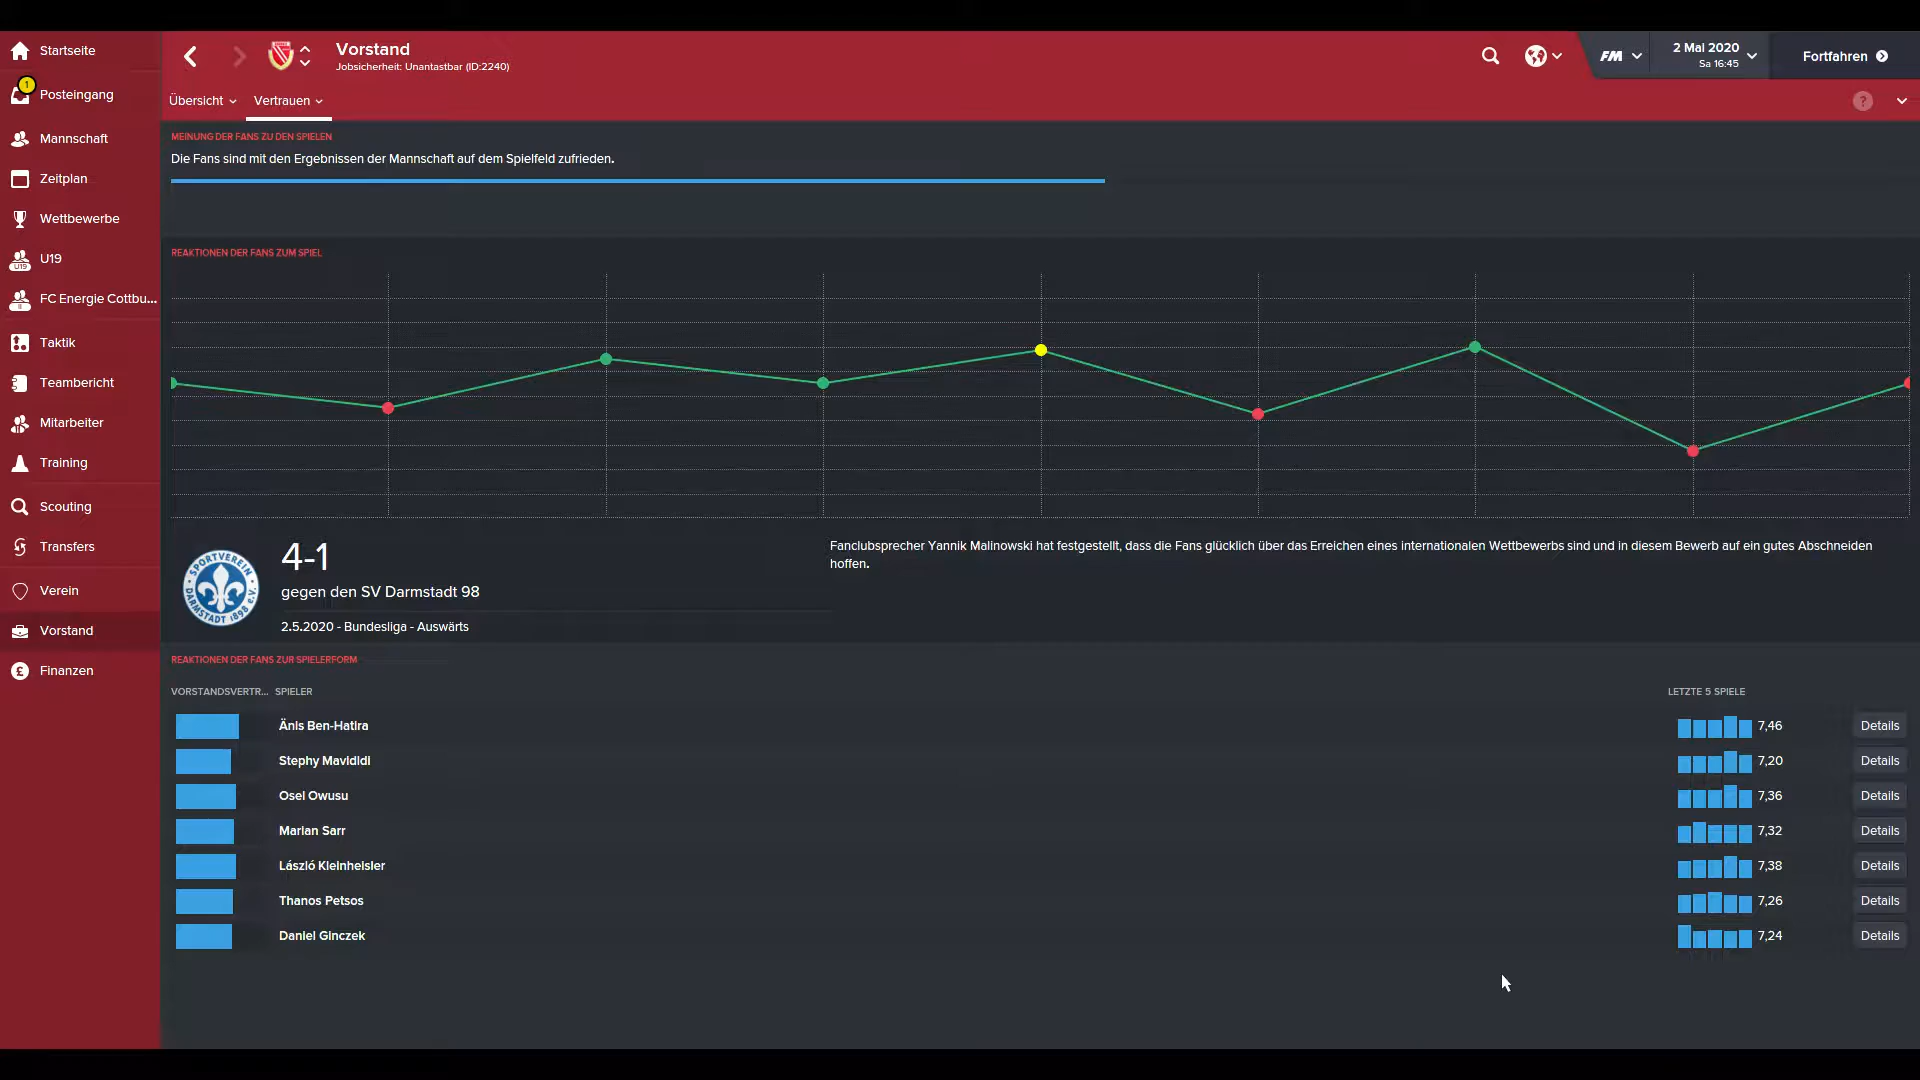 Startseite
1
Posteingang
Mannschaft
Zeitplan
Wettbewerbe
U19
U19
FC Energie Cottbu...
II
Taktik
Teambericht
Mitarbeiter
Training
Scouting
Transfers
Verein
Vorstand
Finanzen
Vorstand
Jobsicherheit: Unantastbar (ID:2240)
FM
2 Mai 2020
Sa 16:45
Fortfahren
Übersicht
Vertrauen
?
MEINUNG DER FANS ZU DEN SPIELEN
Die Fans sind mit den Ergebnissen der Mannschaft auf dem Spielfeld zufrieden.
REAKTIONEN DER FANS ZUM SPIEL
SPORTVEREIN
DARMSTADT 1898 E.V.
4-1
gegen den SV Darmstadt 98
2.5.2020 - Bundesliga - Auswärts
Fanclubsprecher Yannik Malinowski hat festgestellt, dass die Fans glücklich über das Erreichen eines internationalen Wettbewerbs sind und in diesem Bewerb auf ein gutes Abschneiden
hoffen.
REAKTIONEN DER FANS ZUR SPIELERFORM
VORSTANDSVERTR... SPIELER LETZTE 5 SPIELE
Änis Ben-Hatira 7,46 Details
Stephy Mavididi 7,20 Details
Osei Owusu 7,36 Details
Marian Sarr 7,32 Details
László Kleinheisler 7,38 Details
Thanos Petsos 7,26 Details
Daniel Ginczek 7,24 Details